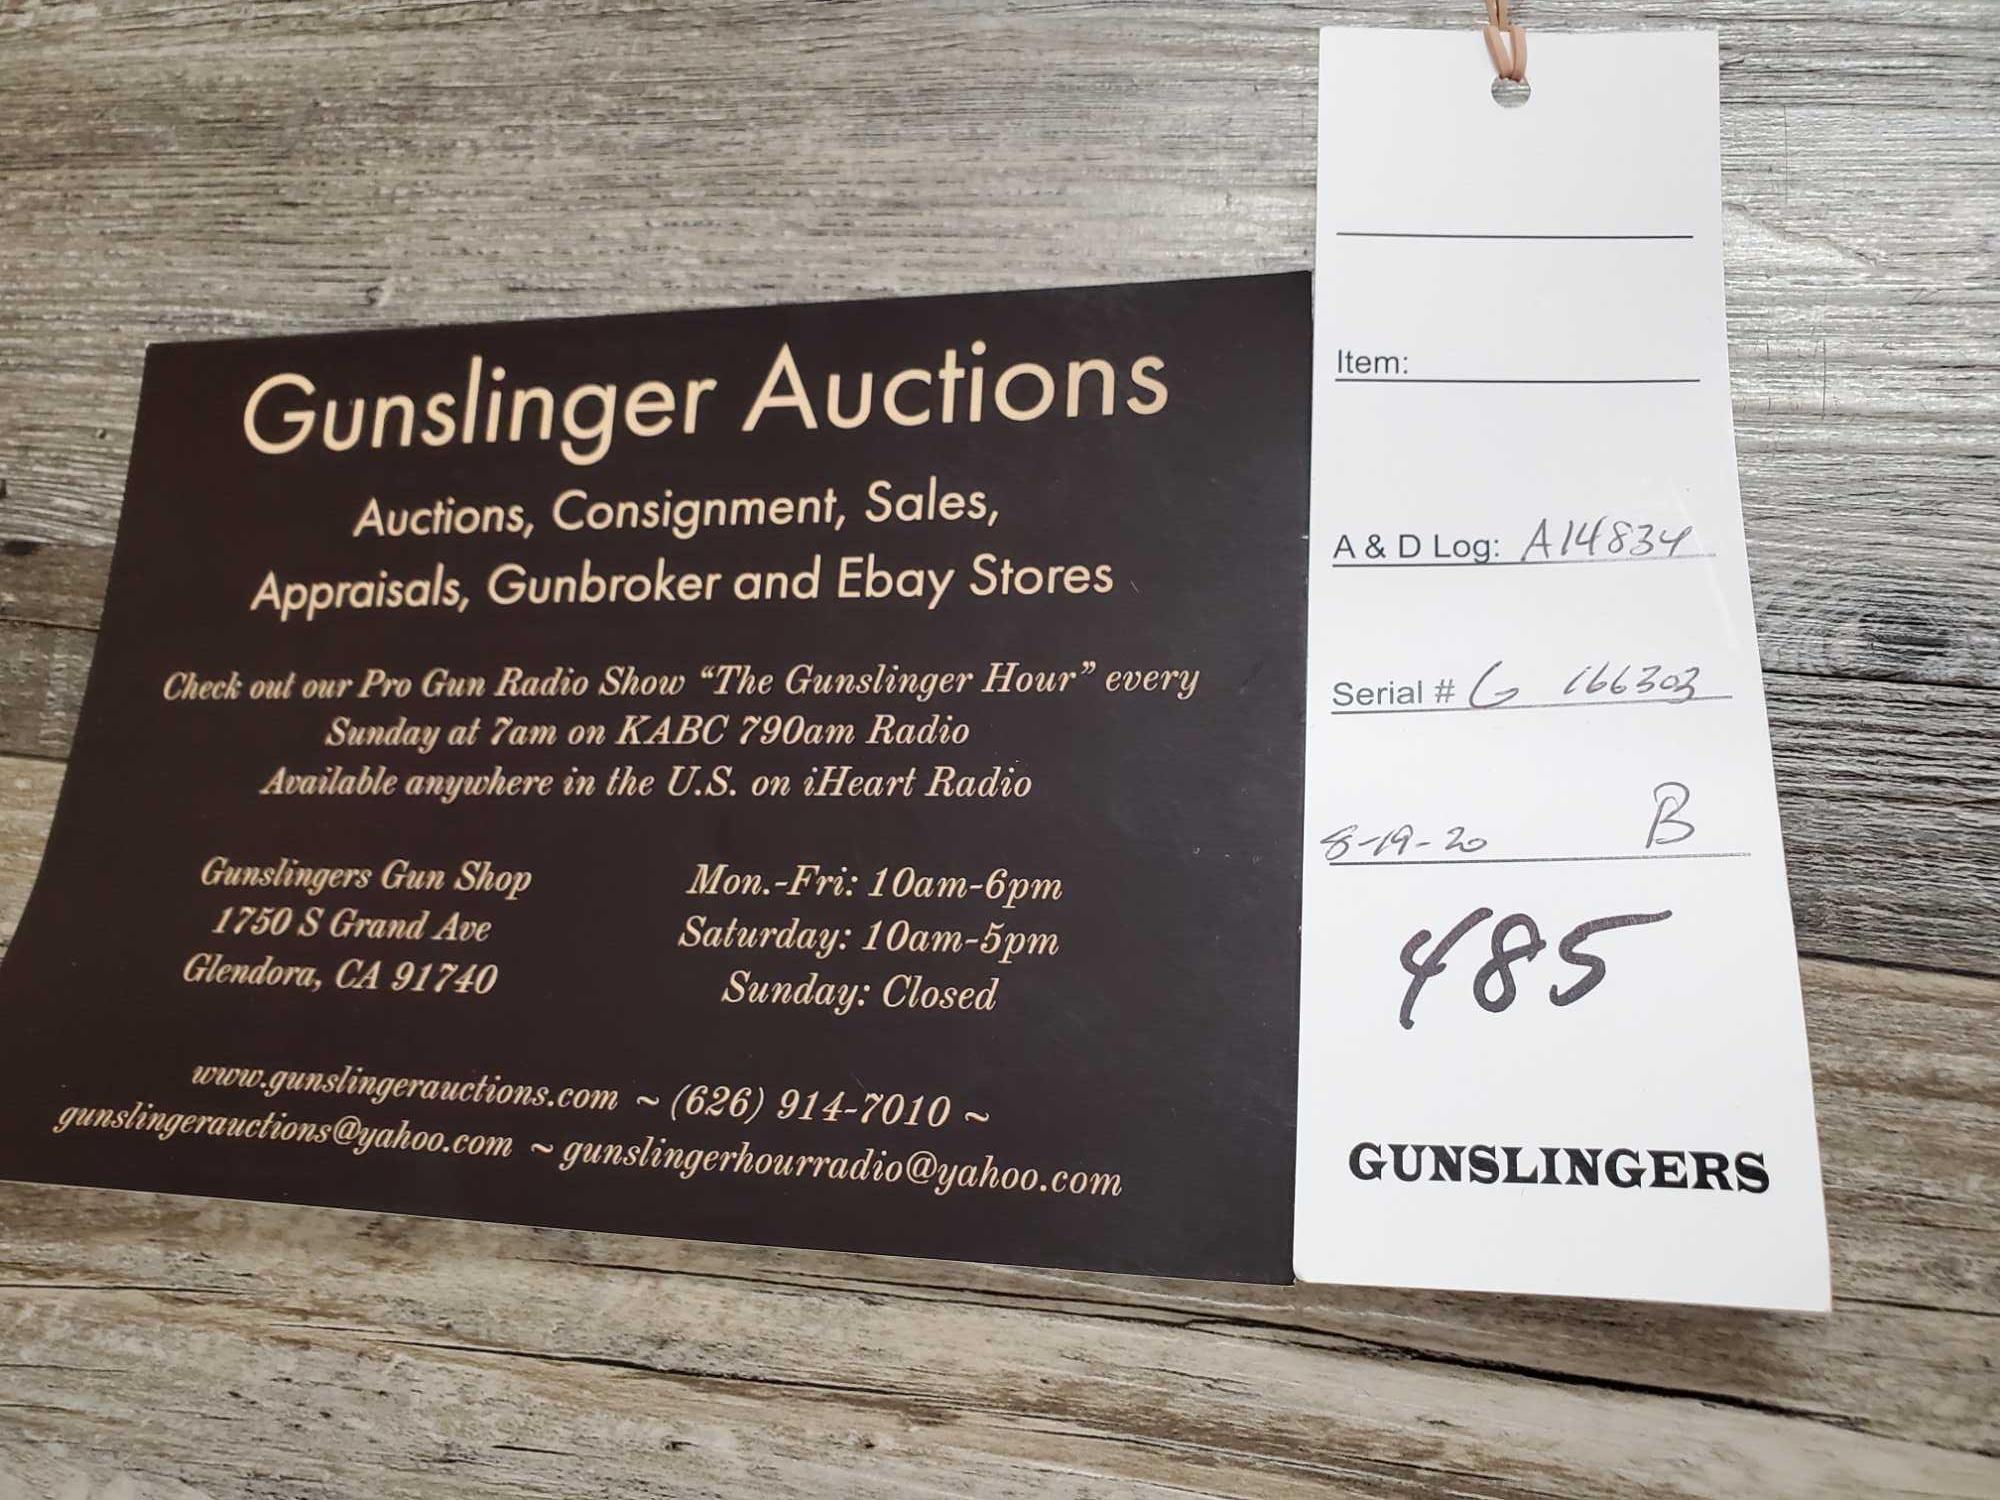 Gunslinger Auctions
Auctions, Consignment, Sales,
Appraisals, Gunbroker and Ebay Stores
Check out our Pro Gun Radio Show “The Gunslinger Hour” every
Sunday at 7am on KABC 790am Radio
Available anywhere in the U.S. on iHeart Radio
Gunslingers Gun Shop
1750 S Grand Ave
Glendora, CA 91740
Mon.-Fri: 10am-6pm
Saturday: 10am-5pm
Sunday: Closed
www.gunslingerauctions.com ~ (626) 914-7010 ~
gunslingerauctions@yahoo.com ~ gunslingerhourradio@yahoo.com
Item:
A & D Log: A14834
Serial # G 166303
8-19-20 B
485
GUNSLINGERS